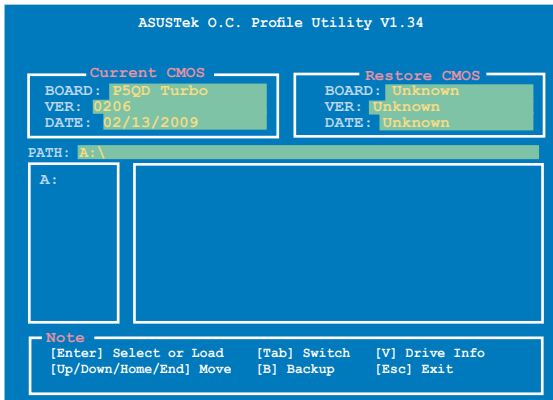 ASUSTek O.C. Profile Utility V1.34
Current CMOS
BOARD: P5QD Turbo
VER: 0206
DATE: 02/13/2009
Restore CMOS
BOARD: Unknown
VER: Unknown
DATE: Unknown
PATH: A:\
A:
Note
[Enter] Select or Load [Tab] Switch [V] Drive Info
[Up/Down/Home/End] Move [B] Backup [Esc] Exit